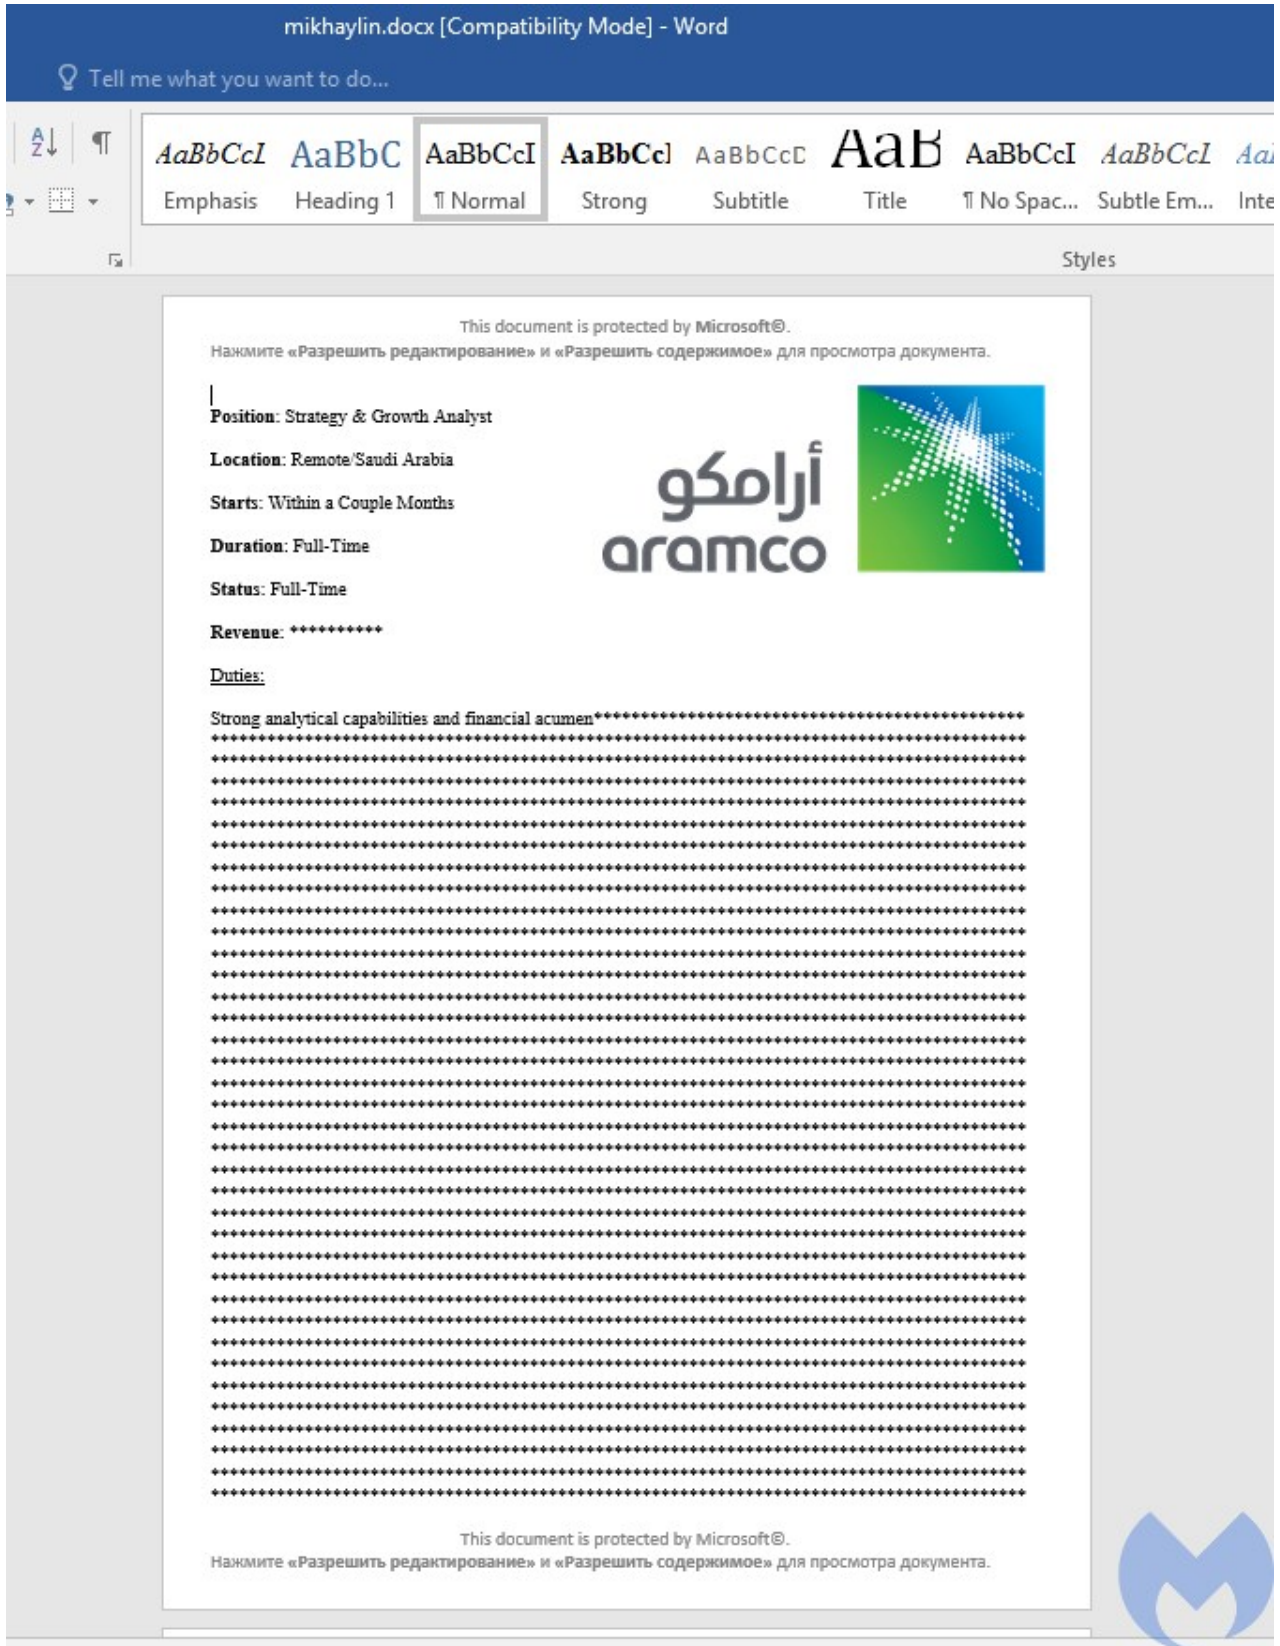 mikhaylin.docx [Compatibility Mode] - Word
Tell me what you want to do...
AaBbCcI AaBbC AaBbCcI AaBbCcI AaBbCcD AaB AaBbCcI AaBbCcI
Emphasis Heading 1 ¶ Normal Strong Subtitle Title ¶ No Spac... Subtle Em... Inte
Styles
This document is protected by Microsoft©.
Нажмите «Разрешить редактирование» и «Разрешить содержимое» для просмотра документа.
Position: Strategy & Growth Analyst
Location: Remote/Saudi Arabia
Starts: Within a Couple Months
Duration: Full-Time
Status: Full-Time
Revenue: **********
أرامكو
aramco
Duties:
Strong analytical capabilities and financial acumen**********************************************
This document is protected by Microsoft©.
Нажмите «Разрешить редактирование» и «Разрешить содержимое» для просмотра документа.